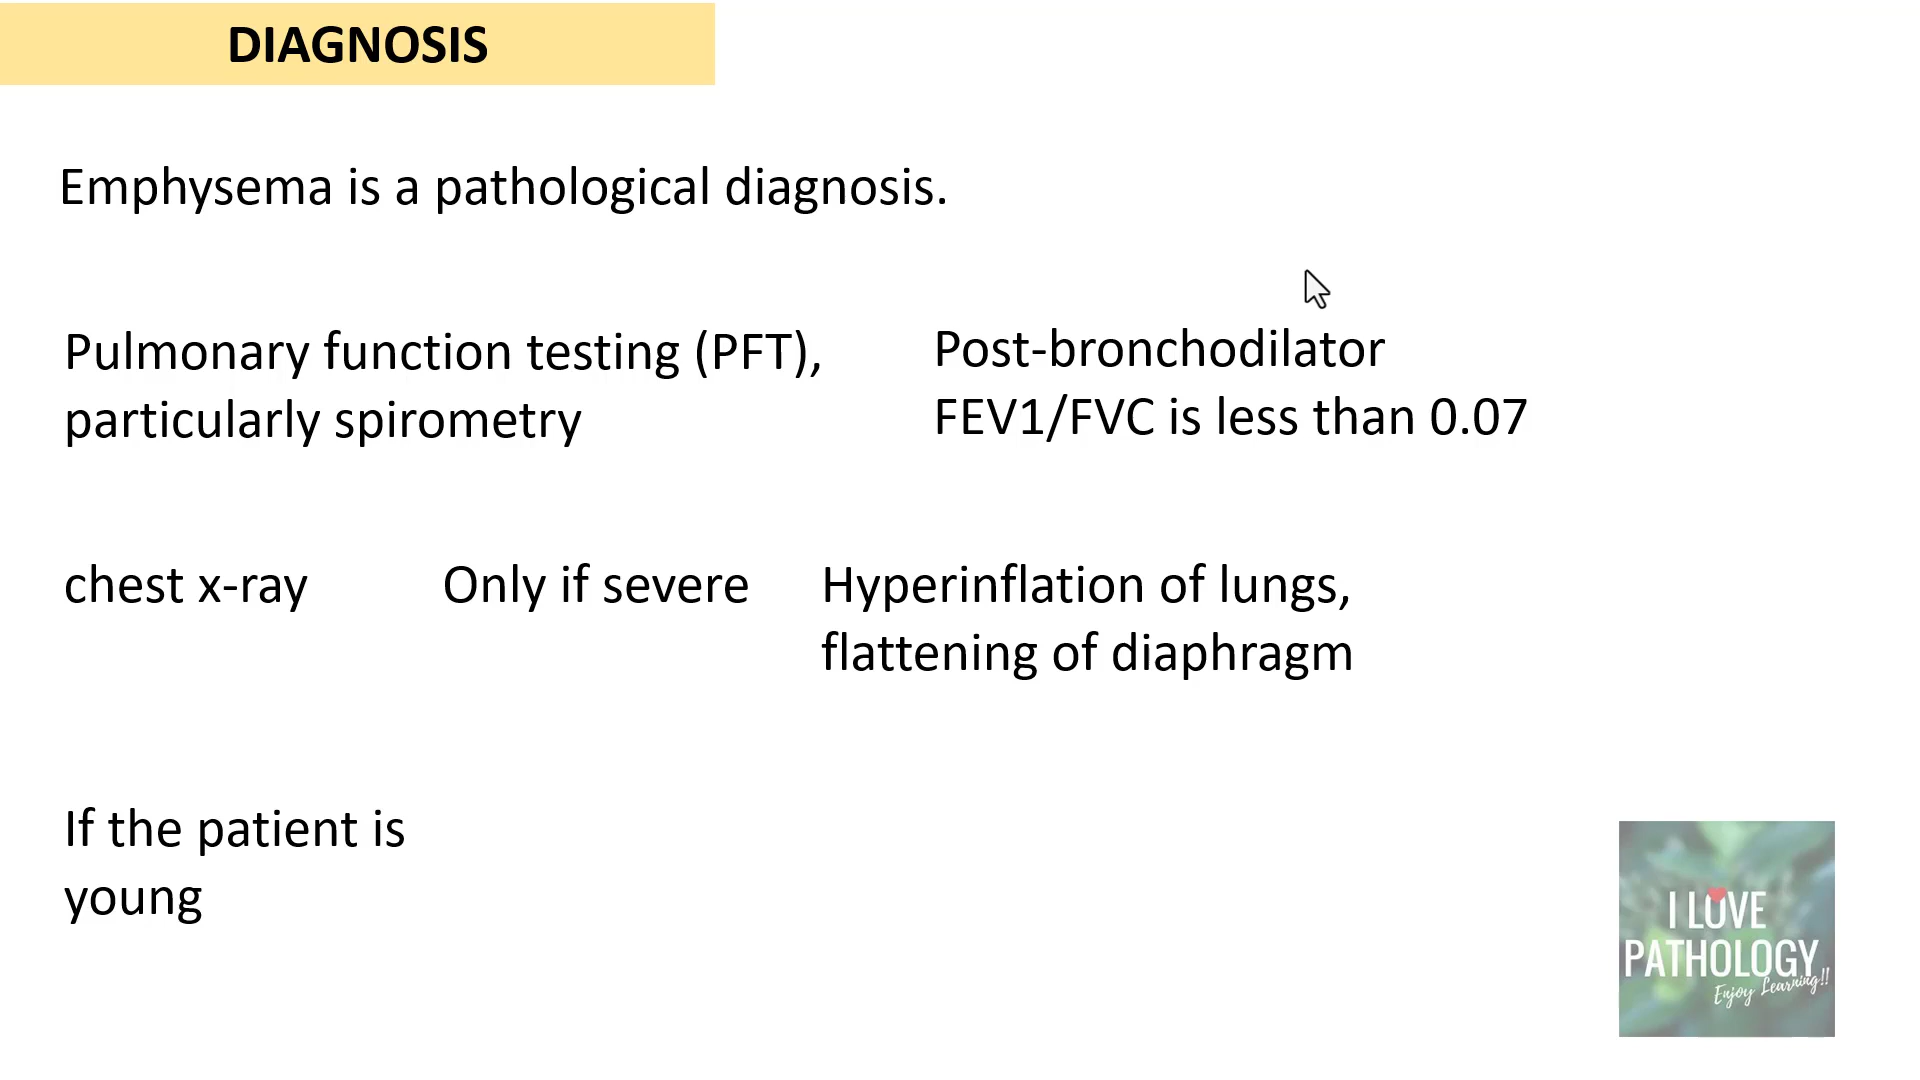 DIAGNOSIS
Emphysema is a pathological diagnosis.
Pulmonary function testing (PFT),
particularly spirometry
Post-bronchodilator
FEV1/FVC is less than 0.07
chest x-ray
Only if severe
Hyperinflation of lungs,
flattening of diaphragm
If the patient is
young
I LOVE
PATHOLOGY
Enjoy Learning!!